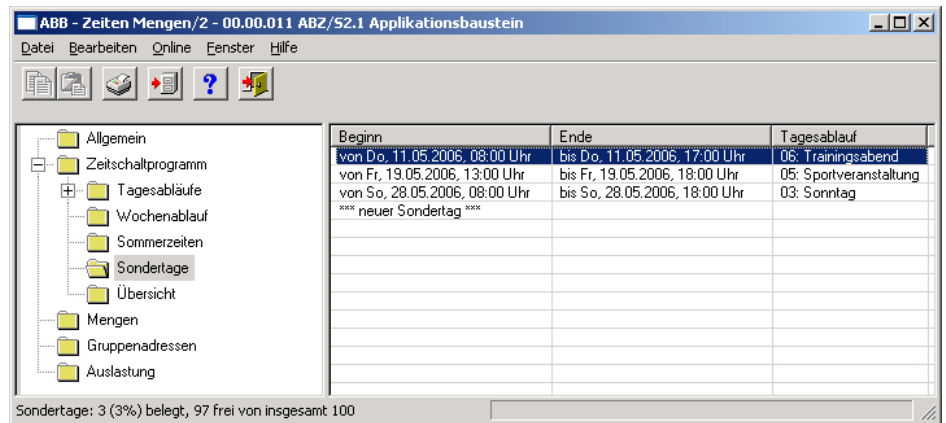 ABB - Zeiten Mengen/2 - 00.00.011 ABZ/S2.1 Applikationsbaustein
Datei Bearbeiten Online Fenster Hilfe
Allgemein
Zeitschaltprogramm
Tagesabläufe
Wochenablauf
Sommerzeiten
Sondertage
Übersicht
Mengen
Gruppenadressen
Auslastung
Beginn Ende Tagesablauf
von Do, 11.05.2006, 08:00 Uhr bis Do, 11.05.2006, 17:00 Uhr 06: Trainingsabend
von Fr, 19.05.2006, 13:00 Uhr bis Fr, 19.05.2006, 18:00 Uhr 05: Sportveranstaltung
von So, 28.05.2006, 08:00 Uhr bis So, 28.05.2006, 18:00 Uhr 03: Sonntag
*** neuer Sondertag ***
Sondertage: 3 (3%) belegt, 97 frei von insgesamt 100